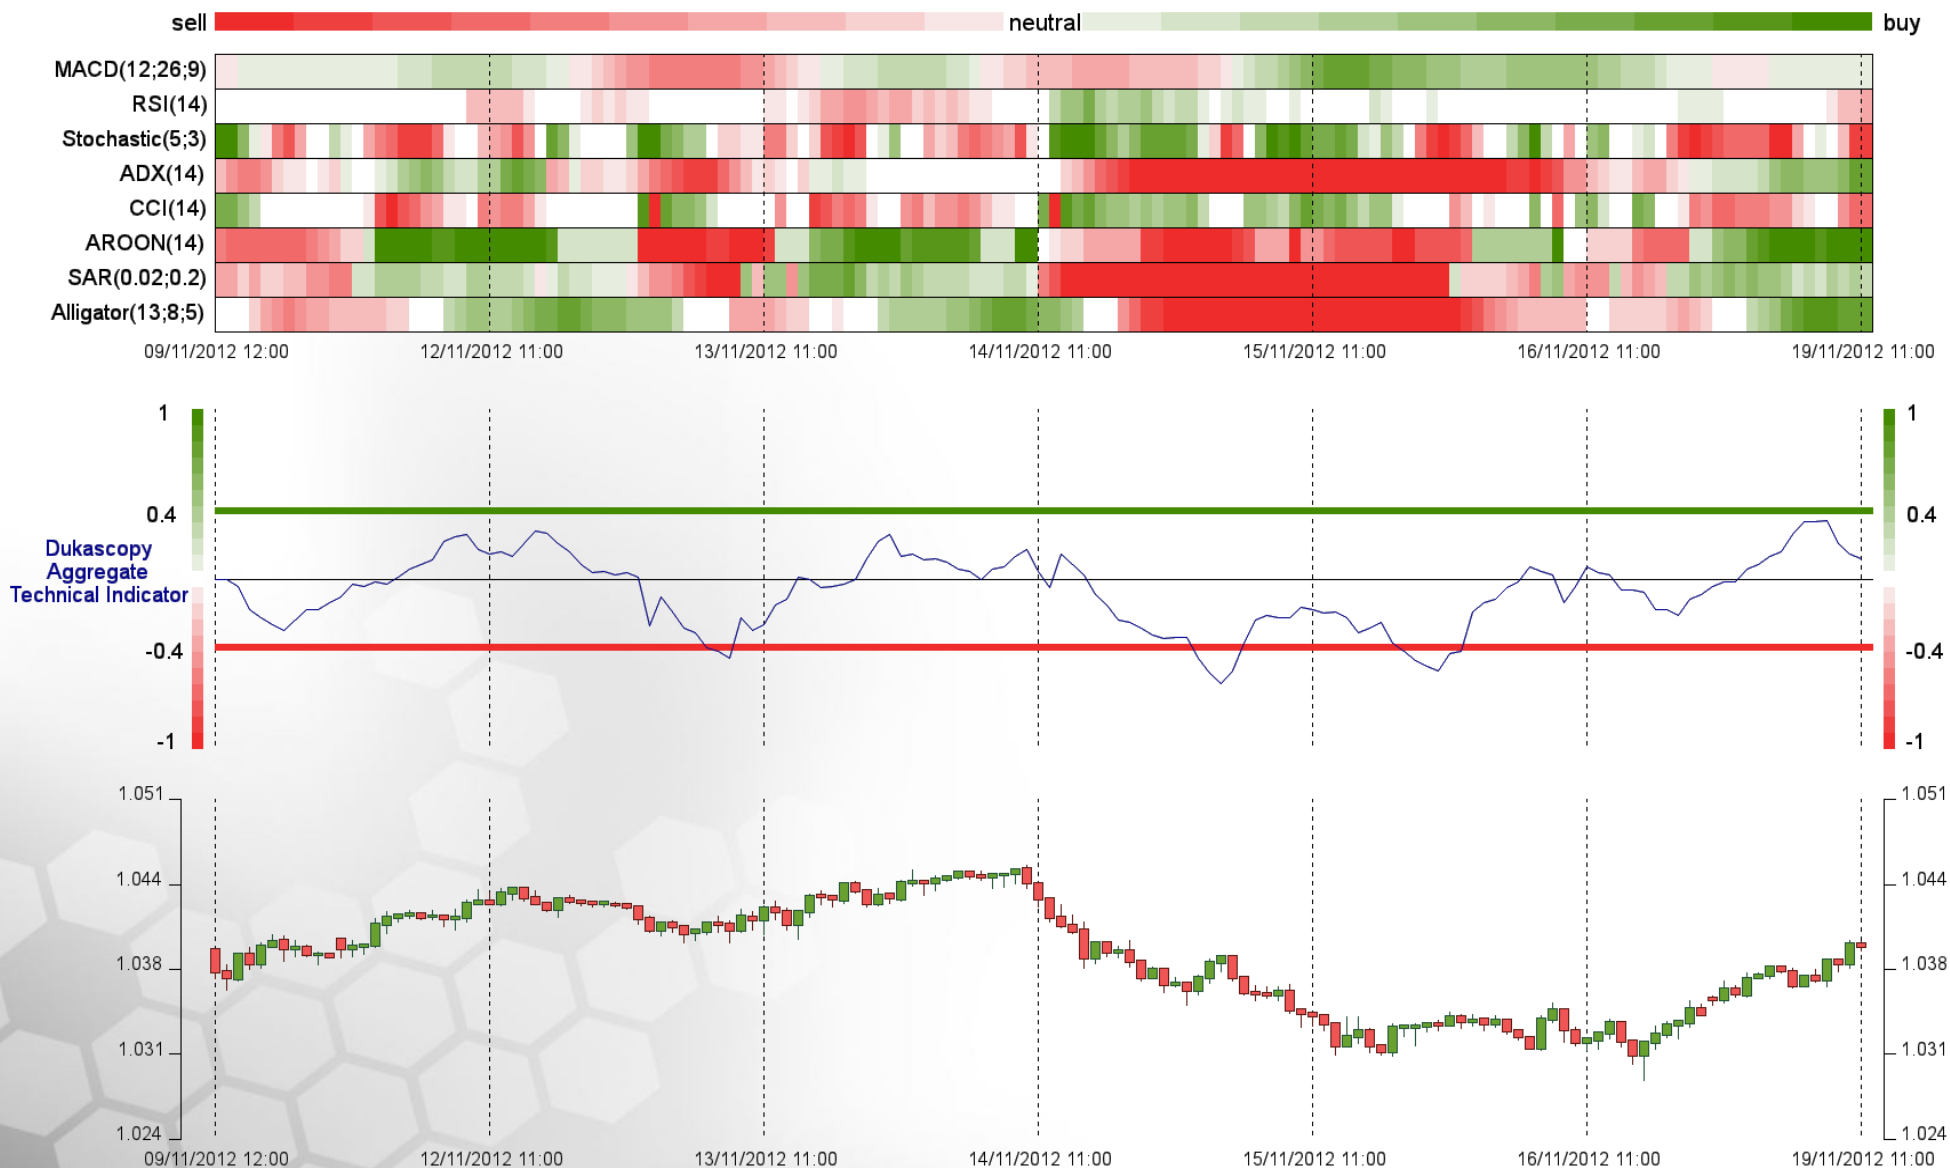 sell neutral buy
MACD(12;26;9)
RSI(14)
Stochastic(5;3)
ADX(14)
CCI(14)
AROON(14)
SAR(0.02;0.2)
Alligator(13;8;5)
09/11/2012 12:00 12/11/2012 11:00 13/11/2012 11:00 14/11/2012 11:00 15/11/2012 11:00 16/11/2012 11:00 19/11/2012 11:00
1 1
0.4 0.4
Dukascopy
Aggregate
Technical Indicator
-0.4 -0.4
-1 -1
1.051 1.051
1.044 1.044
1.038 1.038
1.031 1.031
1.024 1.024
09/11/2012 12:00 12/11/2012 11:00 13/11/2012 11:00 14/11/2012 11:00 15/11/2012 11:00 16/11/2012 11:00 19/11/2012 11:00